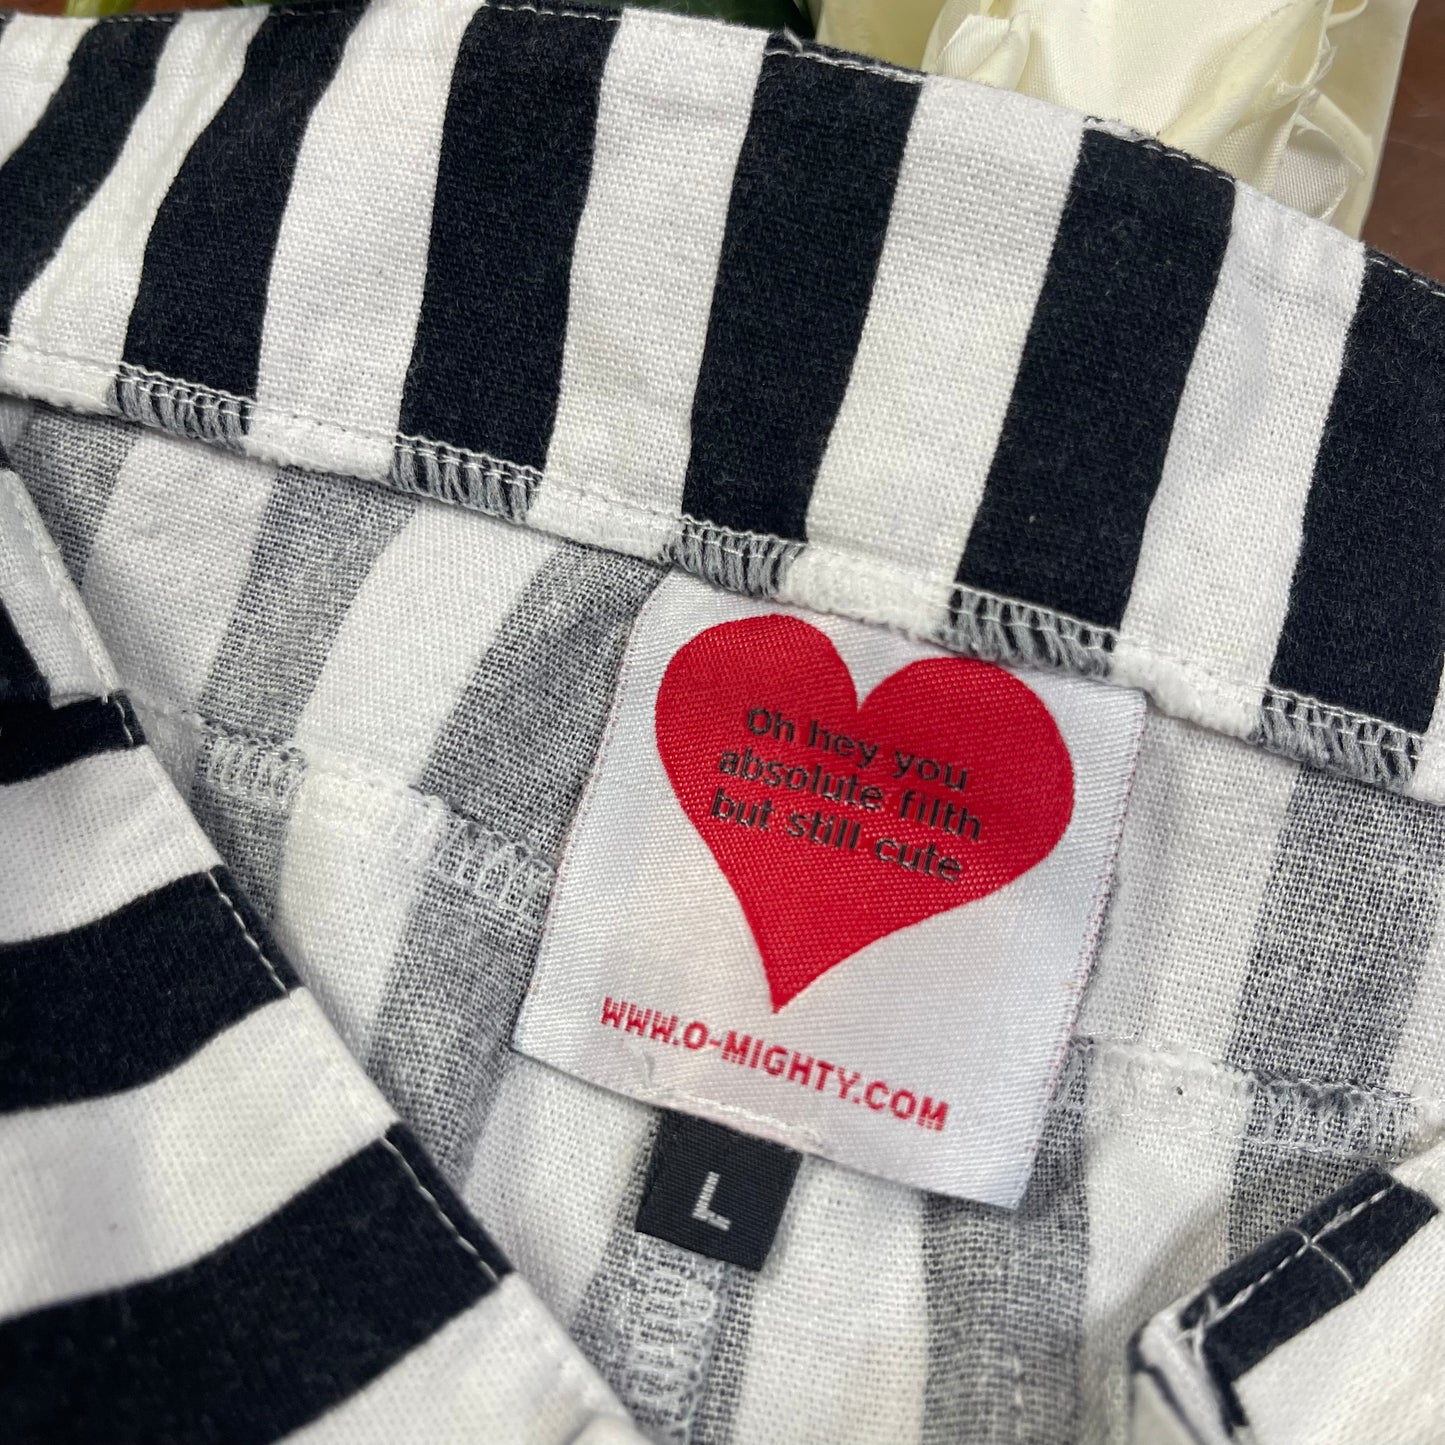 Oh hey you
absolute filth
but still cute
WWW.O-MIGHTY.COM
L